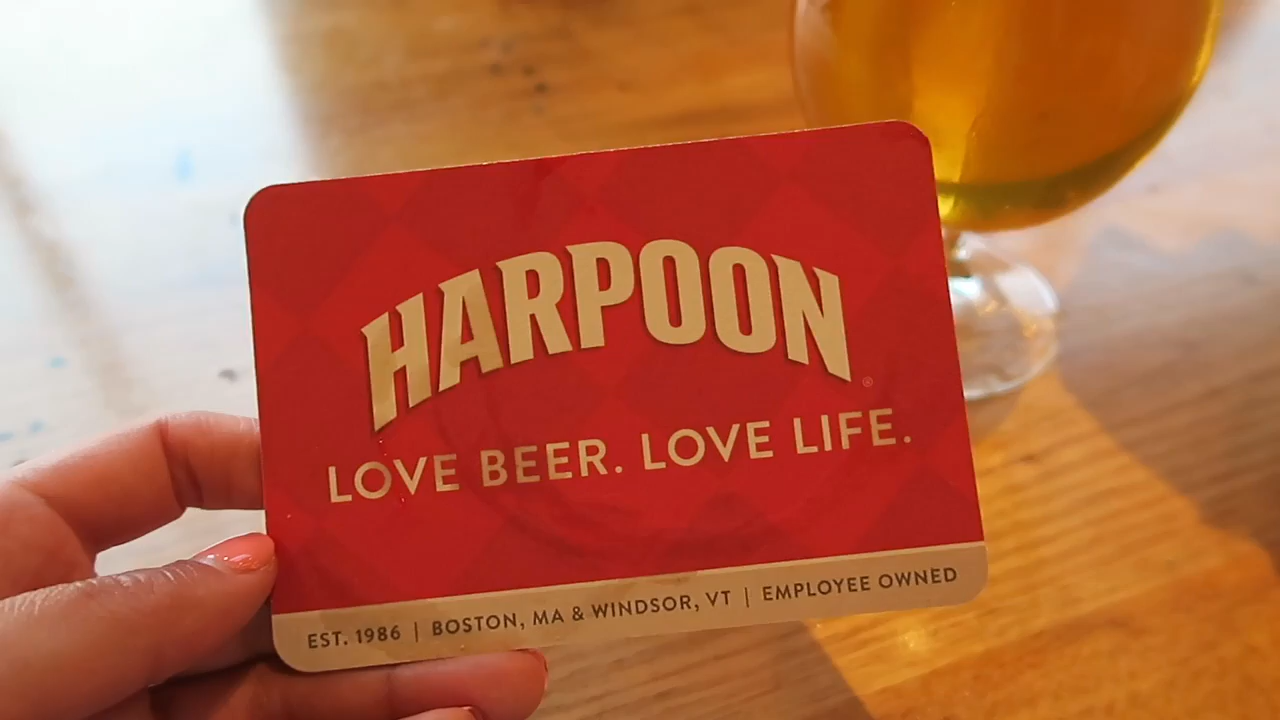 HARPOON®
LOVE BEER. LOVE LIFE.
EST. 1986 | BOSTON, MA & WINDSOR, VT | EMPLOYEE OWNED